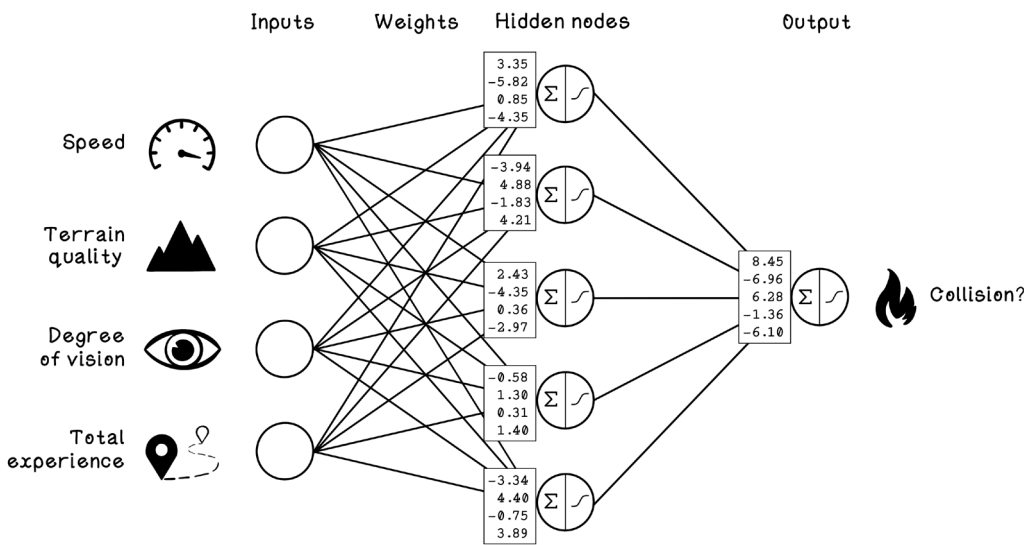 Inputs
Weights
Hidden nodes
Output
Speed
Terrain
quality
Degree
of vision
Total
experience
3.35
-5.82
0.85
-4.35
Σ
-3.94
4.88
-1.83
4.21
Σ
2.43
-4.35
0.36
-2.97
Σ
-0.58
1.30
0.31
1.40
Σ
-3.34
4.40
-0.75
3.89
Σ
8.45
-6.96
6.28
-1.36
-6.10
Σ
Collision?